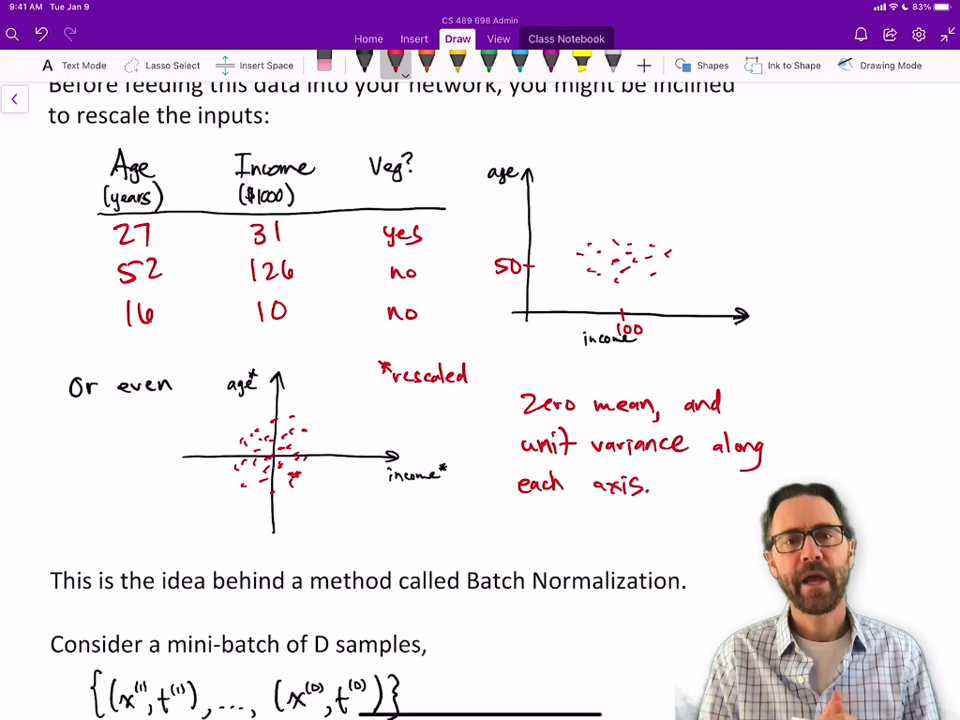 9:41 AM Tue Jan 9
83%
CS 489 698 Admin
Home Insert Draw View Class Notebook
A Text Mode Lasso Select Insert Space Shapes Ink to Shape Drawing Mode
Before feeding this data into your network, you might be inclined
to rescale the inputs:
Age Income Veg?
(years) ($1000)
27 31 yes
52 126 no
16 10 no
age
50
100
income
Or even
age*
income*
*rescaled
Zero mean, and
unit variance along
each axis.
This is the idea behind a method called Batch Normalization.
Consider a mini-batch of D samples,
{(x⁽¹⁾, t⁽¹⁾), ..., (x⁽ᴰ⁾, t⁽ᴰ⁾)}